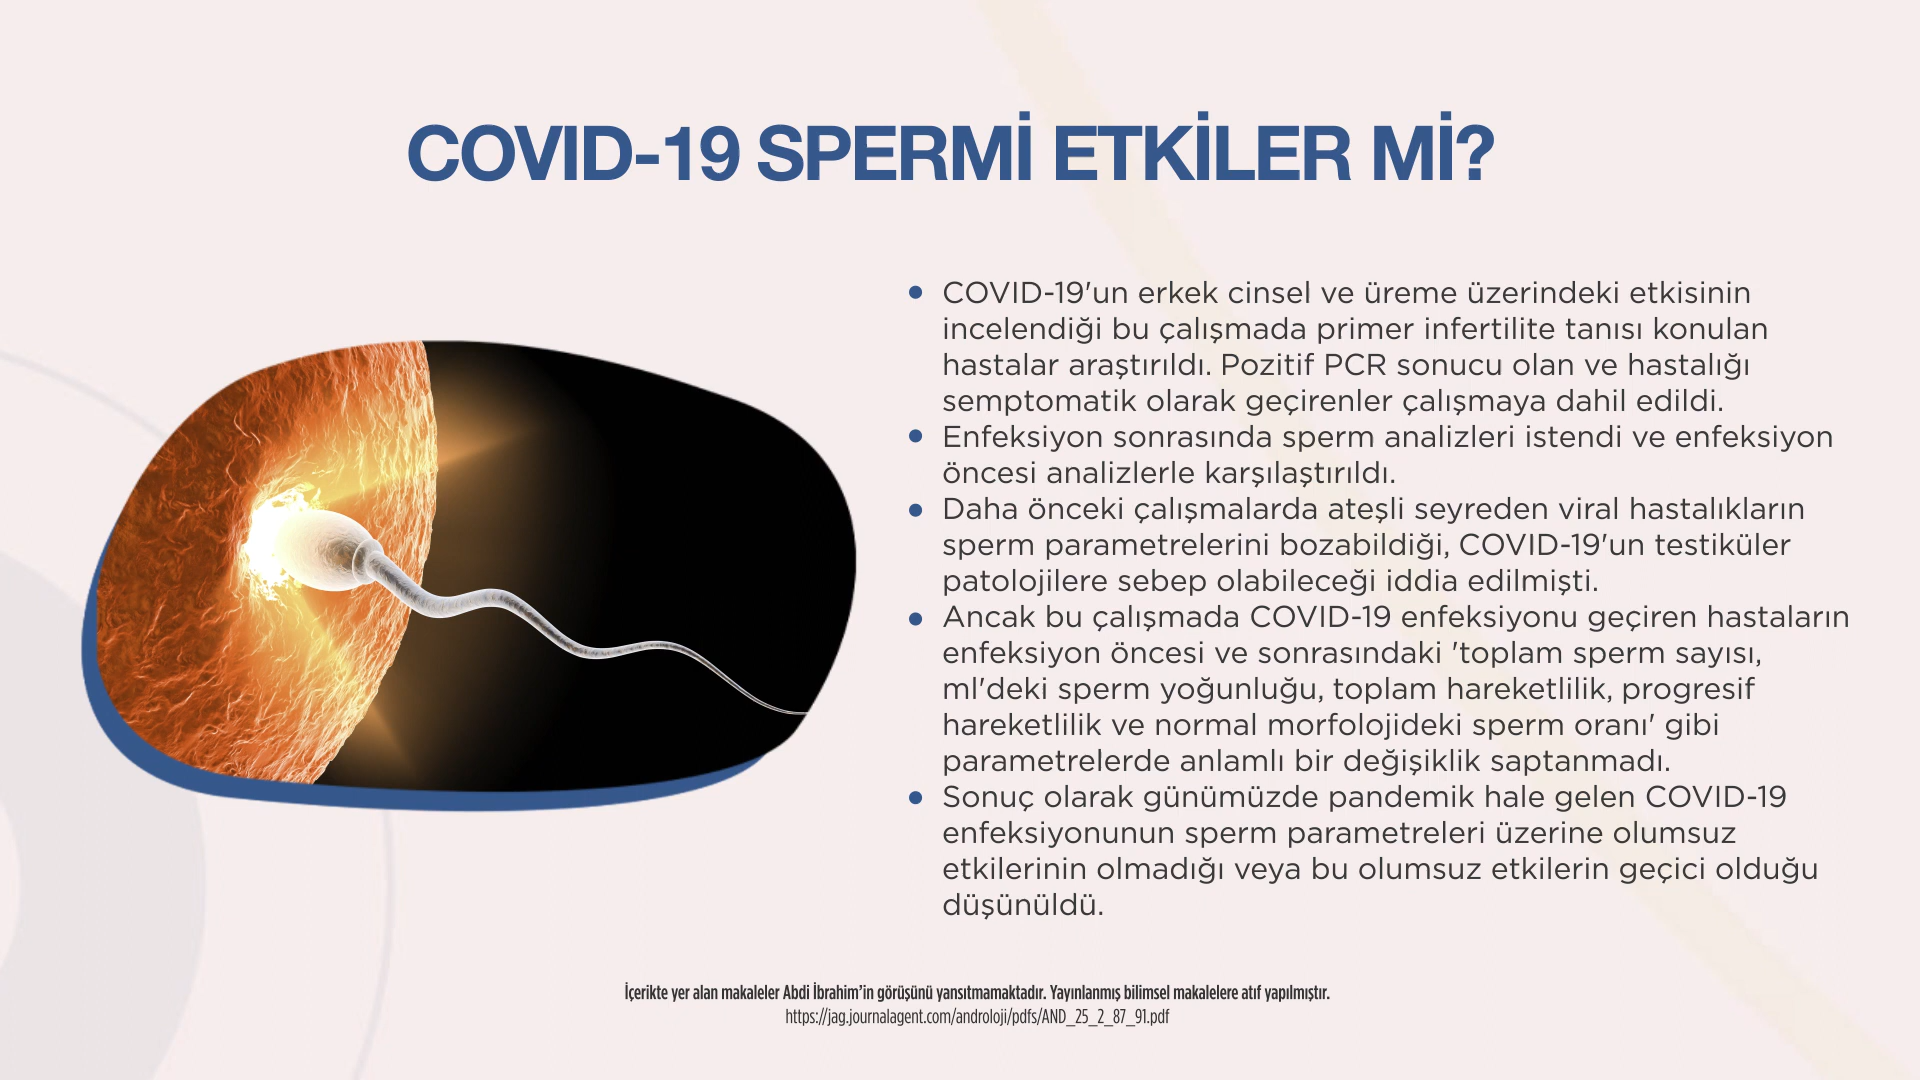 COVID-19 SPERMİ ETKİLER Mİ?
• COVID-19'un erkek cinsel ve üreme üzerindeki etkisinin
incelendiği bu çalışmada primer infertilite tanısı konulan
hastalar araştırıldı. Pozitif PCR sonucu olan ve hastalığı
semptomatik olarak geçirenler çalışmaya dahil edildi.
• Enfeksiyon sonrasında sperm analizleri istendi ve enfeksiyon
öncesi analizlerle karşılaştırıldı.
• Daha önceki çalışmalarda ateşli seyreden viral hastalıkların
sperm parametrelerini bozabildiği, COVID-19'un testiküler
patolojilere sebep olabileceği iddia edilmişti.
• Ancak bu çalışmada COVID-19 enfeksiyonu geçiren hastaların
enfeksiyon öncesi ve sonrasındaki 'toplam sperm sayısı,
ml'deki sperm yoğunluğu, toplam hareketlilik, progresif
hareketlilik ve normal morfolojideki sperm oranı' gibi
parametrelerde anlamlı bir değişiklik saptanmadı.
• Sonuç olarak günümüzde pandemik hale gelen COVID-19
enfeksiyonunun sperm parametreleri üzerine olumsuz
etkilerinin olmadığı veya bu olumsuz etkilerin geçici olduğu
düşünüldü.
İçerikte yer alan makaleler Abdi İbrahim’in görüşünü yansıtmamaktadır. Yayınlanmış bilimsel makalelere atıf yapılmıştır.
https://jag.journalagent.com/androloji/pdfs/AND_25_2_87_91.pdf